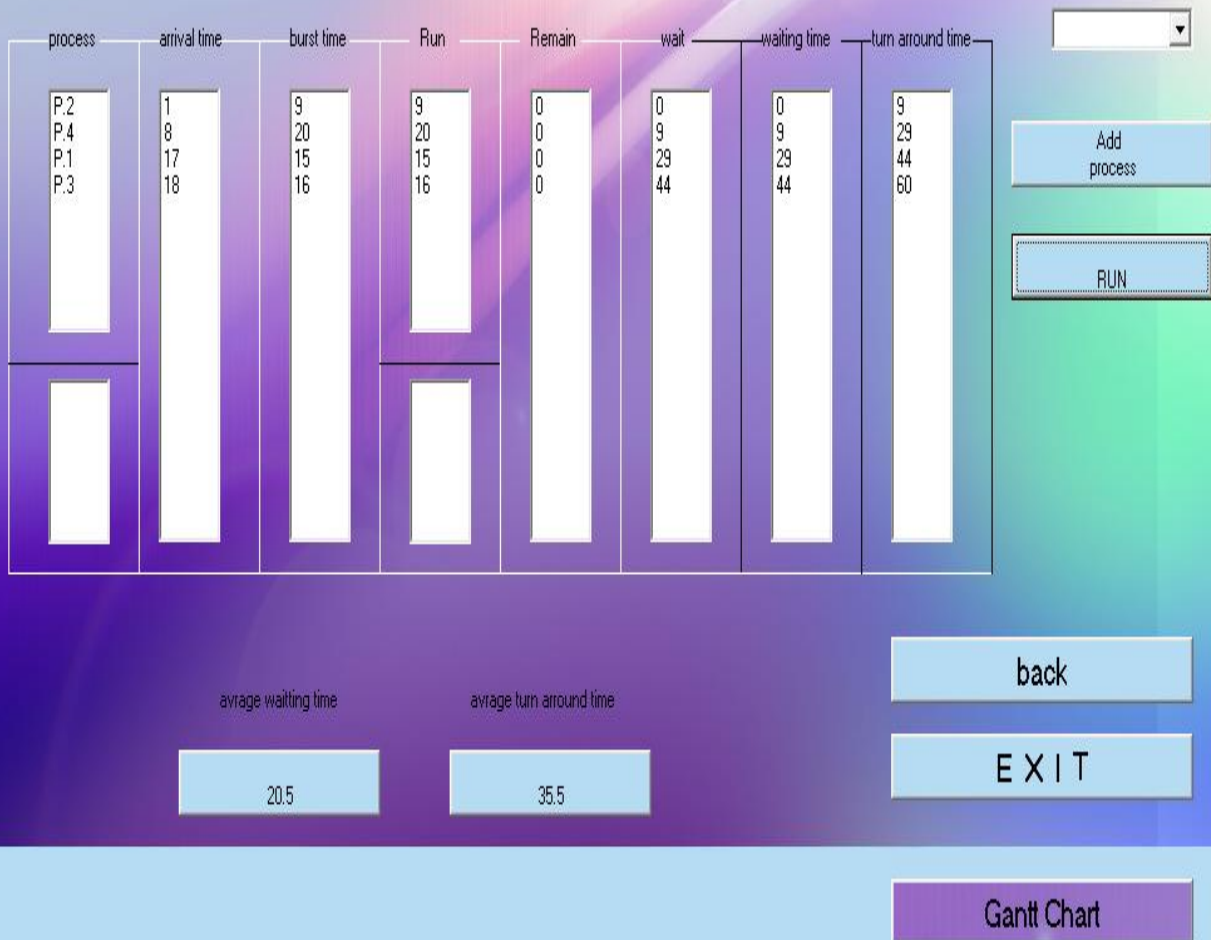 process arrival time burst time Run Remain wait waiting time turn arround time
P.2 1 9 9 0 0 0 9
P.4 8 20 20 0 9 9 29
P.1 17 15 15 0 29 29 44
P.3 18 16 16 0 44 44 60
Add
process
RUN
avrage waitting time avrage turn arround time
20.5 35.5
back
E X I T
Gantt Chart